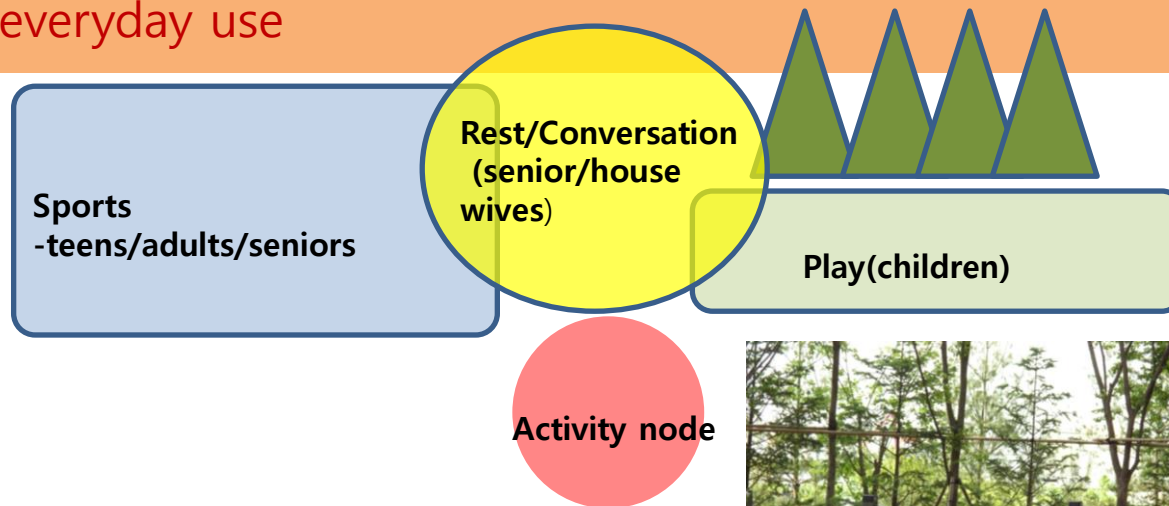 everyday use
Rest/Conversation
(senior/house
wives)
Sports
-teens/adults/seniors
Play(children)
Activity node